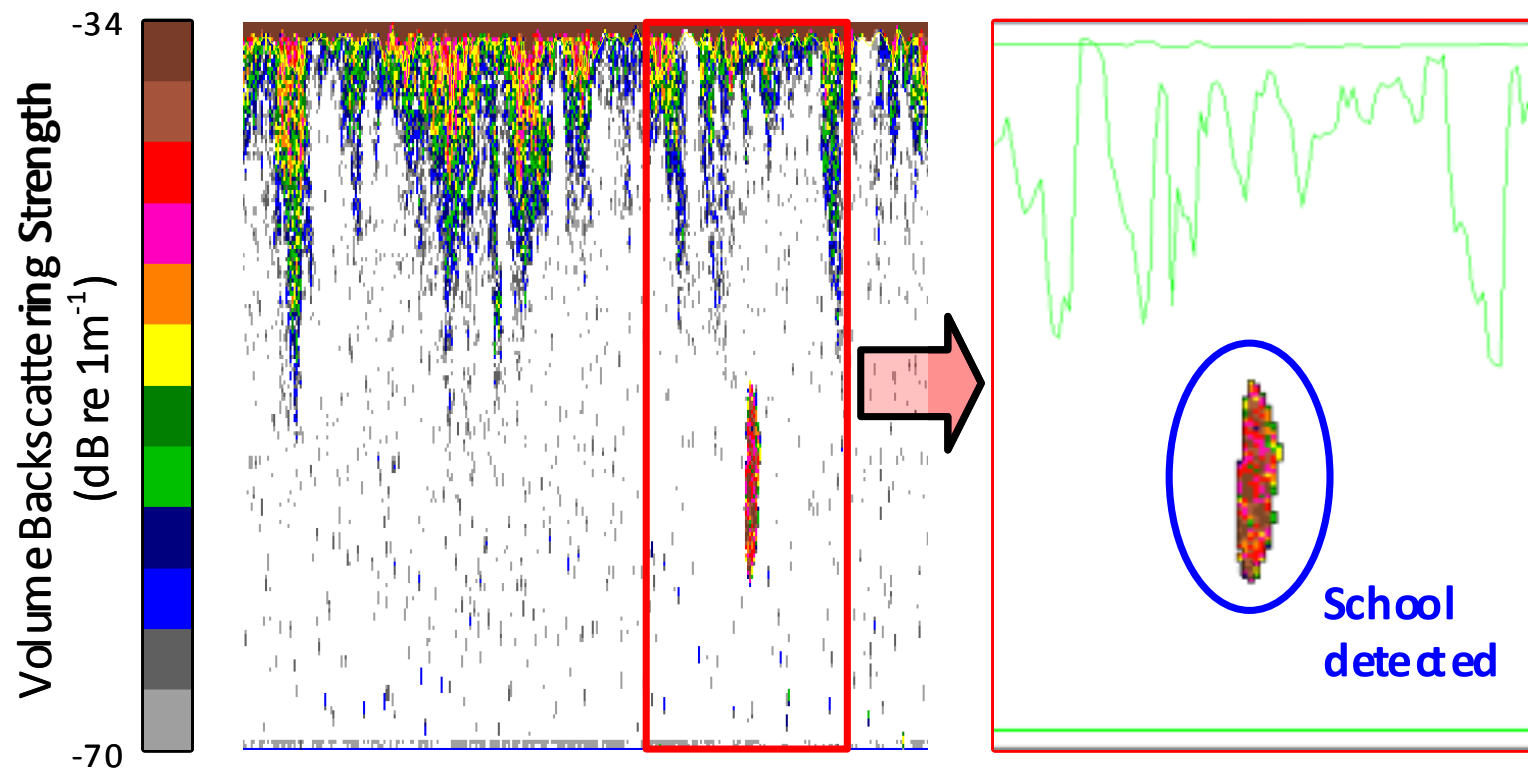 -34
Volume Backscattering Strength
(dB re 1m-1)
-70
School
detected